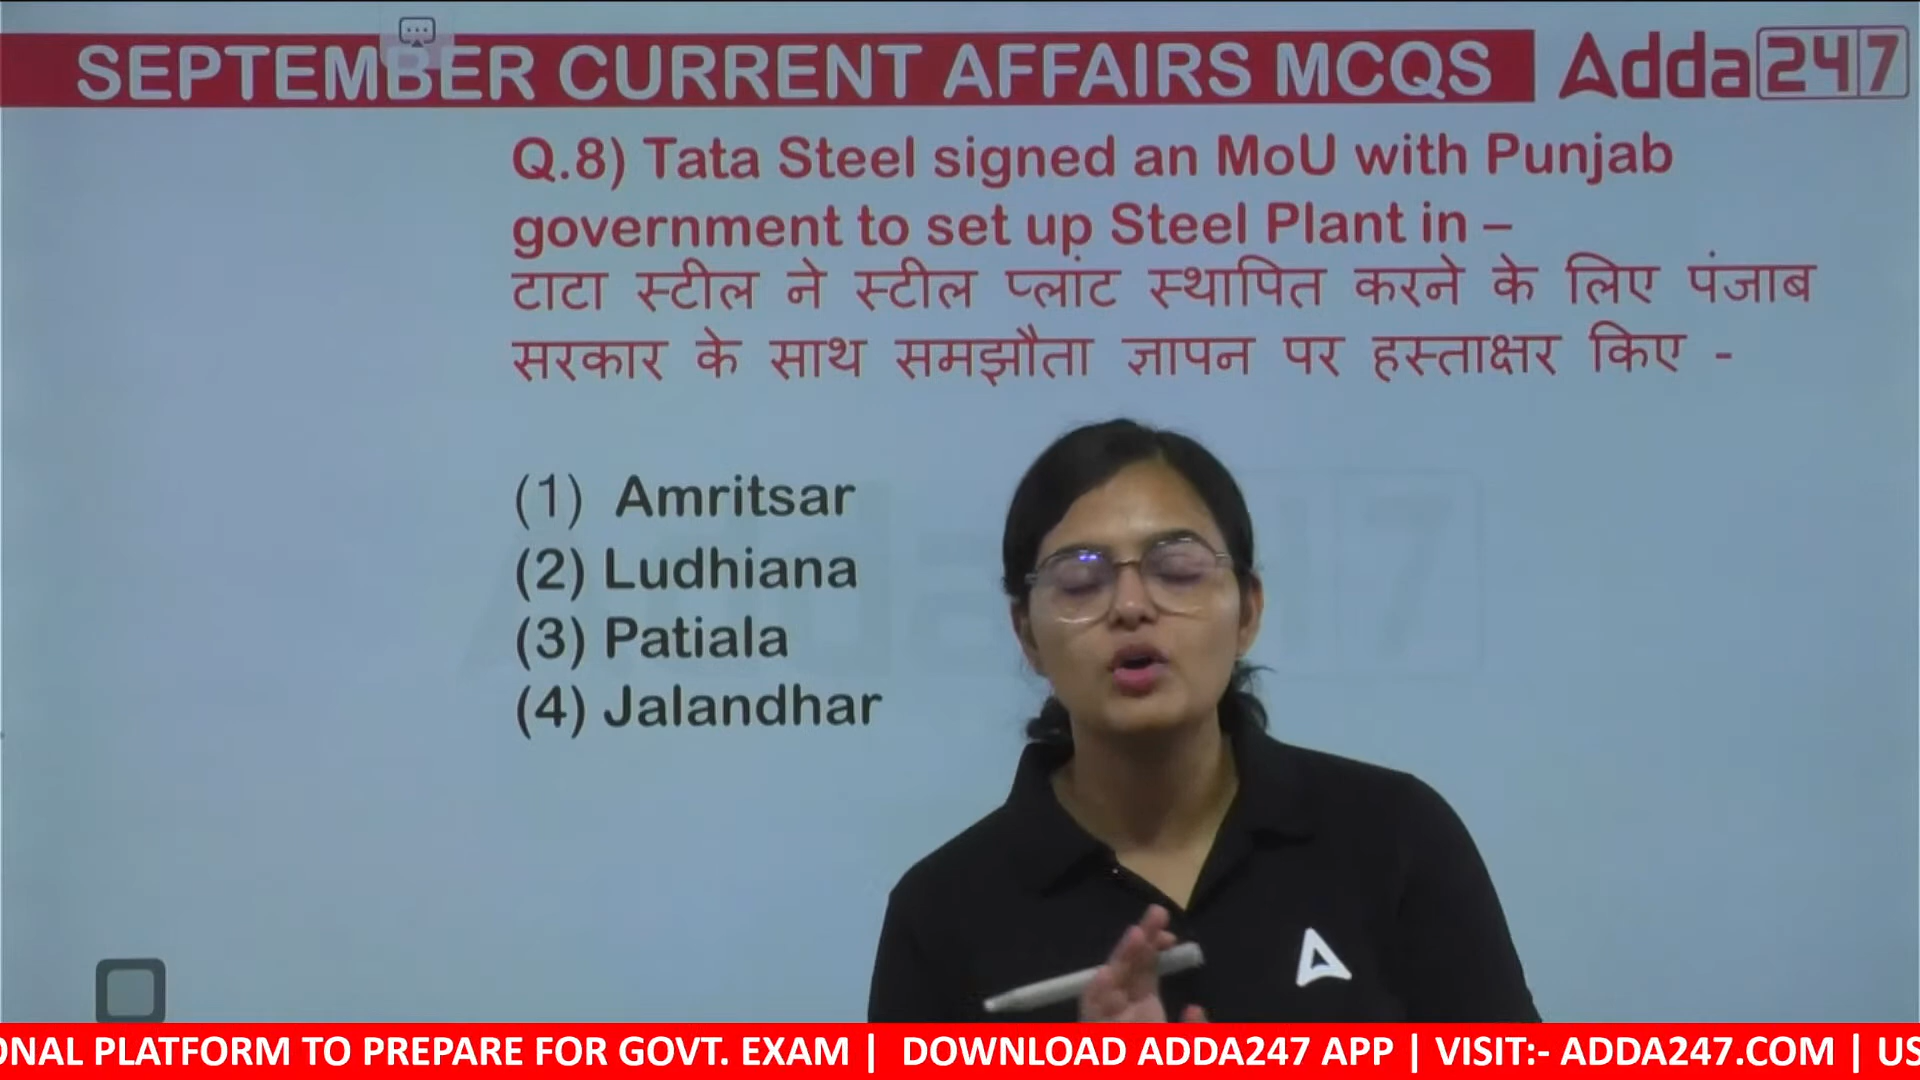 SEPTEMBER CURRENT AFFAIRS MCQS
Adda247
Q.8) Tata Steel signed an MoU with Punjab
government to set up Steel Plant in –
टाटा स्टील ने स्टील प्लांट स्थापित करने के लिए पंजाब
सरकार के साथ समझौता ज्ञापन पर हस्ताक्षर किए -
(1) Amritsar
(2) Ludhiana
(3) Patiala
(4) Jalandhar
PLATFORM TO PREPARE FOR GOVT. EXAM | DOWNLOAD ADDA247 APP | VISIT:- ADDA247.COM |